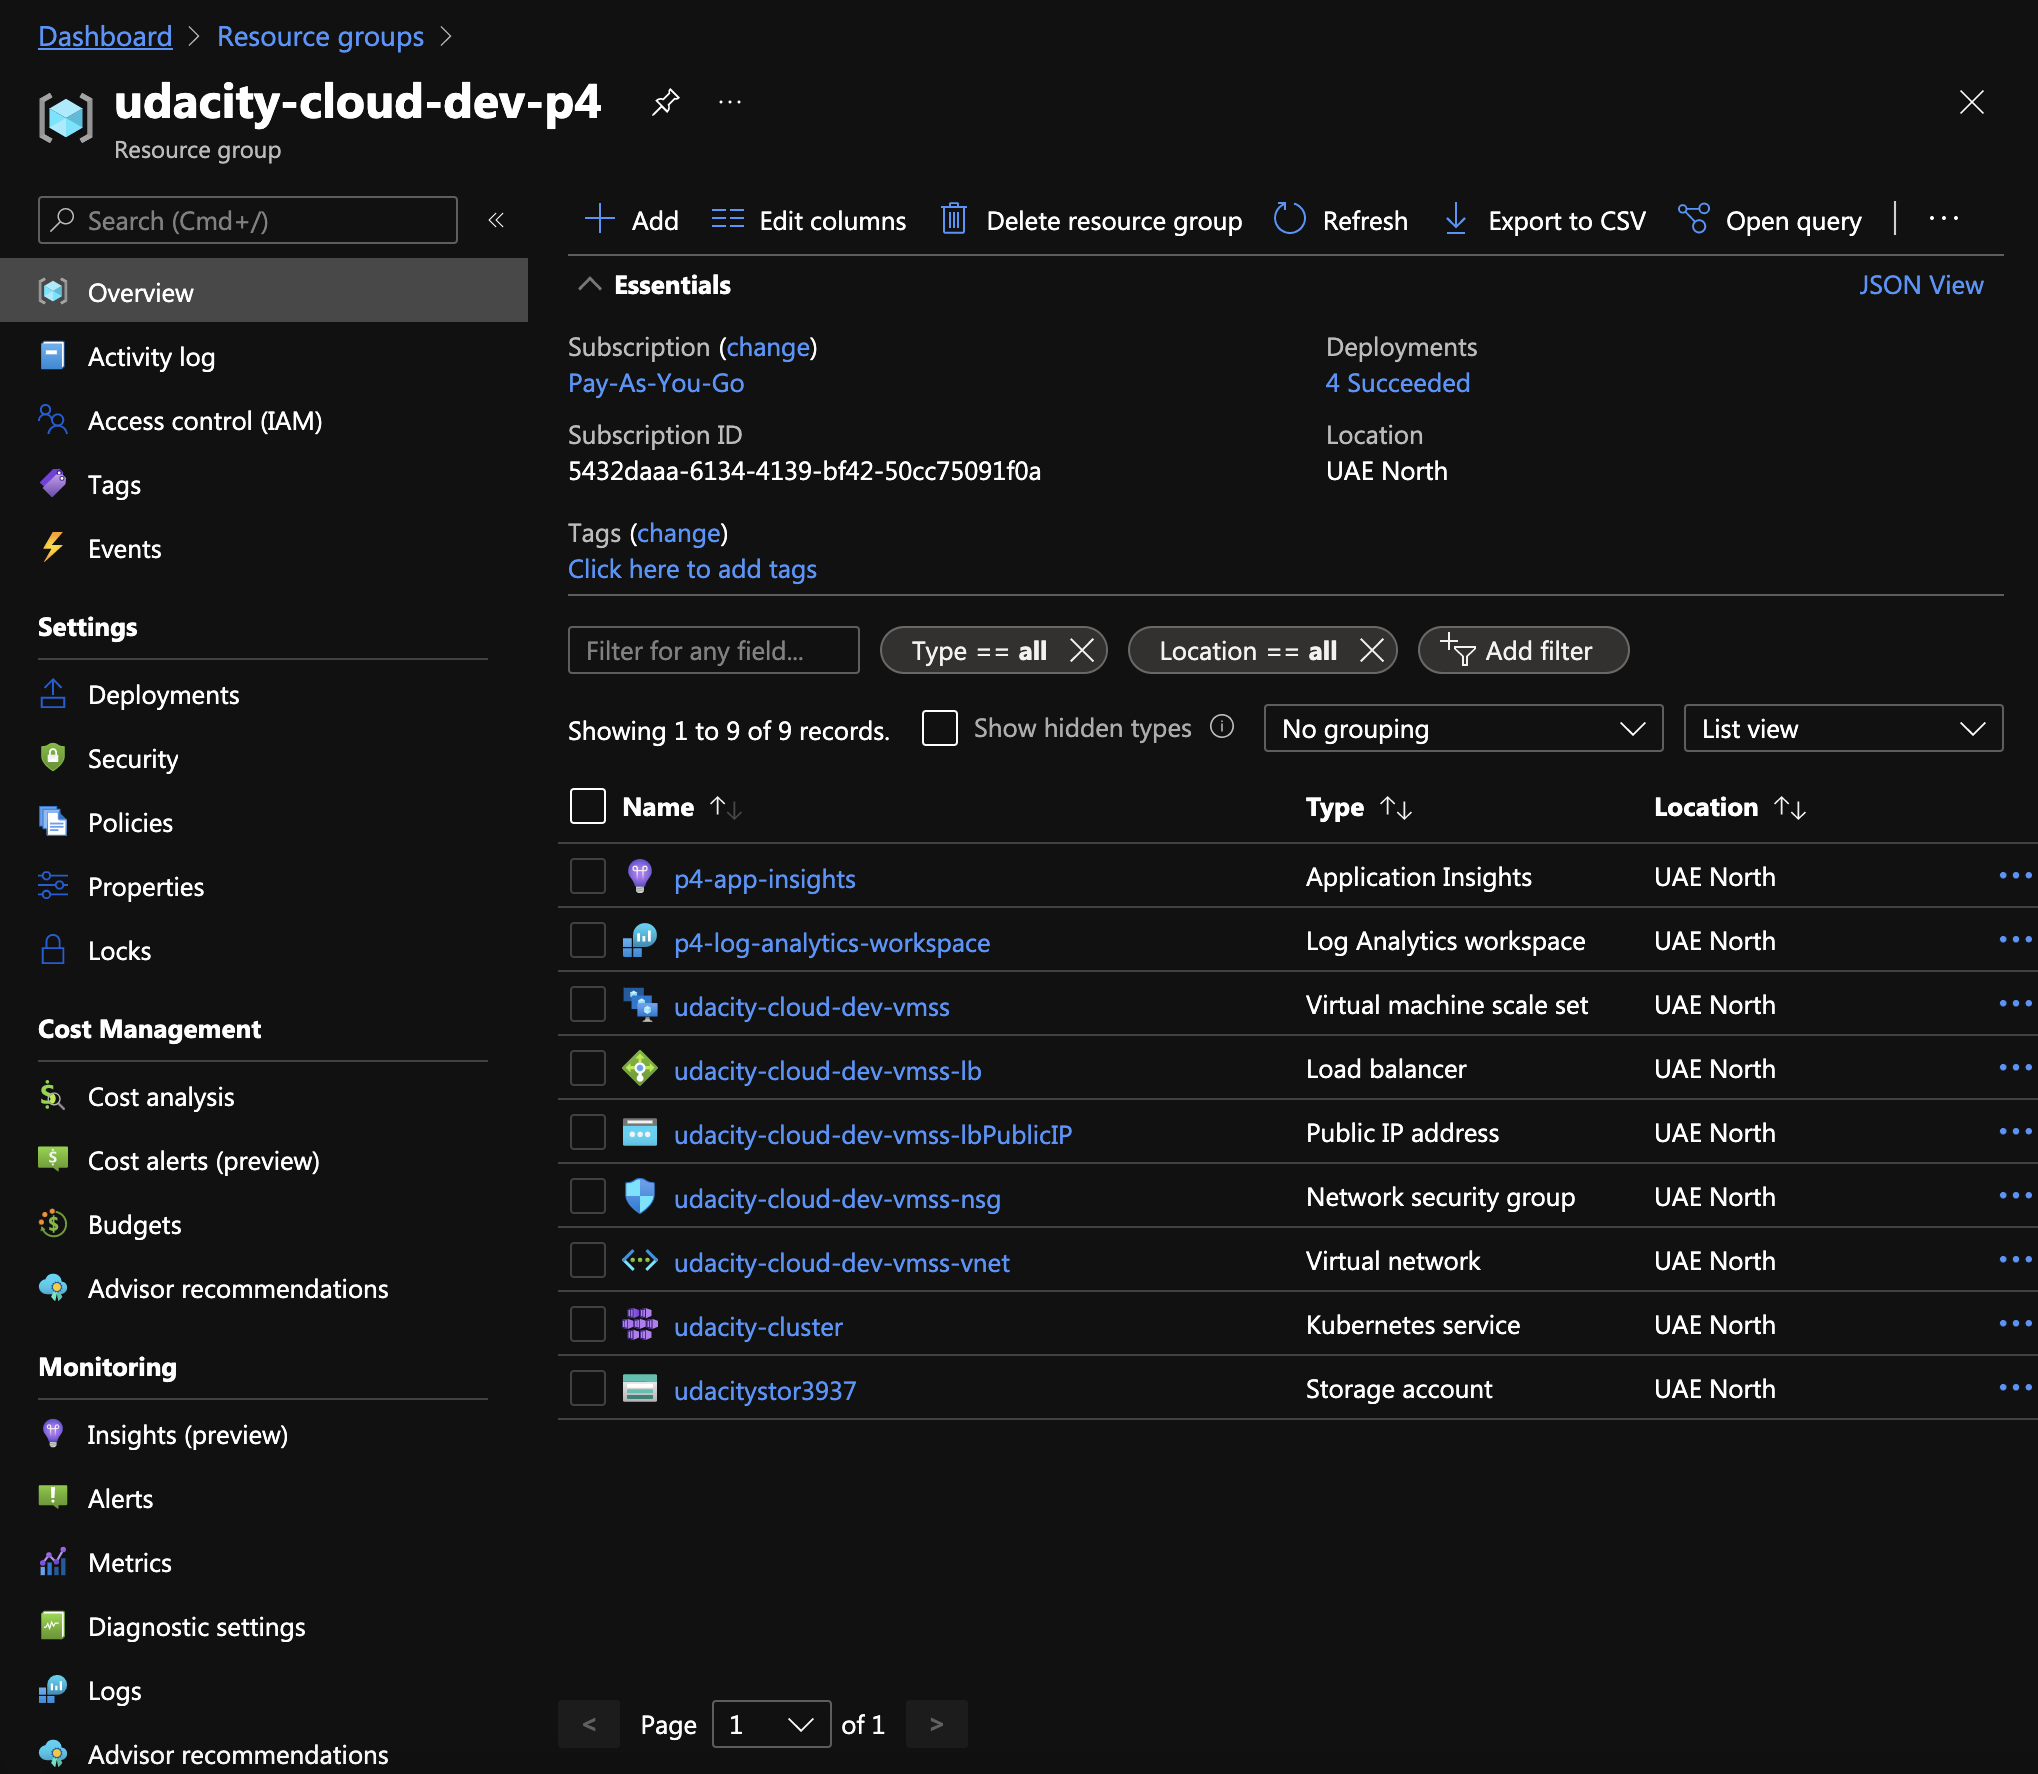 Dashboard > Resource groups >
udacity-cloud-dev-p4 ...
Resource group
Search (Cmd+/) «
Overview
Activity log
Access control (IAM)
Tags
Events
Settings
Deployments
Security
Policies
Properties
Locks
Cost Management
Cost analysis
Cost alerts (preview)
Budgets
Advisor recommendations
Monitoring
Insights (preview)
Alerts
Metrics
Diagnostic settings
Logs
Advisor recommendations
Add Edit columns Delete resource group Refresh Export to CSV Open query | ...
Essentials JSON View
Subscription (change) Deployments
Pay-As-You-Go 4 Succeeded
Subscription ID Location
5432daaa-6134-4139-bf42-50cc75091f0a UAE North
Tags (change)
Click here to add tags
Filter for any field... Type == all Location == all Add filter
Showing 1 to 9 of 9 records. Show hidden types No grouping List view
Name ↑↓ Type ↑↓ Location ↑↓
p4-app-insights Application Insights UAE North ...
p4-log-analytics-workspace Log Analytics workspace UAE North ...
udacity-cloud-dev-vmss Virtual machine scale set UAE North ...
udacity-cloud-dev-vmss-lb Load balancer UAE North ...
udacity-cloud-dev-vmss-lbPublicIP Public IP address UAE North ...
udacity-cloud-dev-vmss-nsg Network security group UAE North ...
udacity-cloud-dev-vmss-vnet Virtual network UAE North ...
udacity-cluster Kubernetes service UAE North ...
udacitystor3937 Storage account UAE North ...
< Page 1 of 1 >